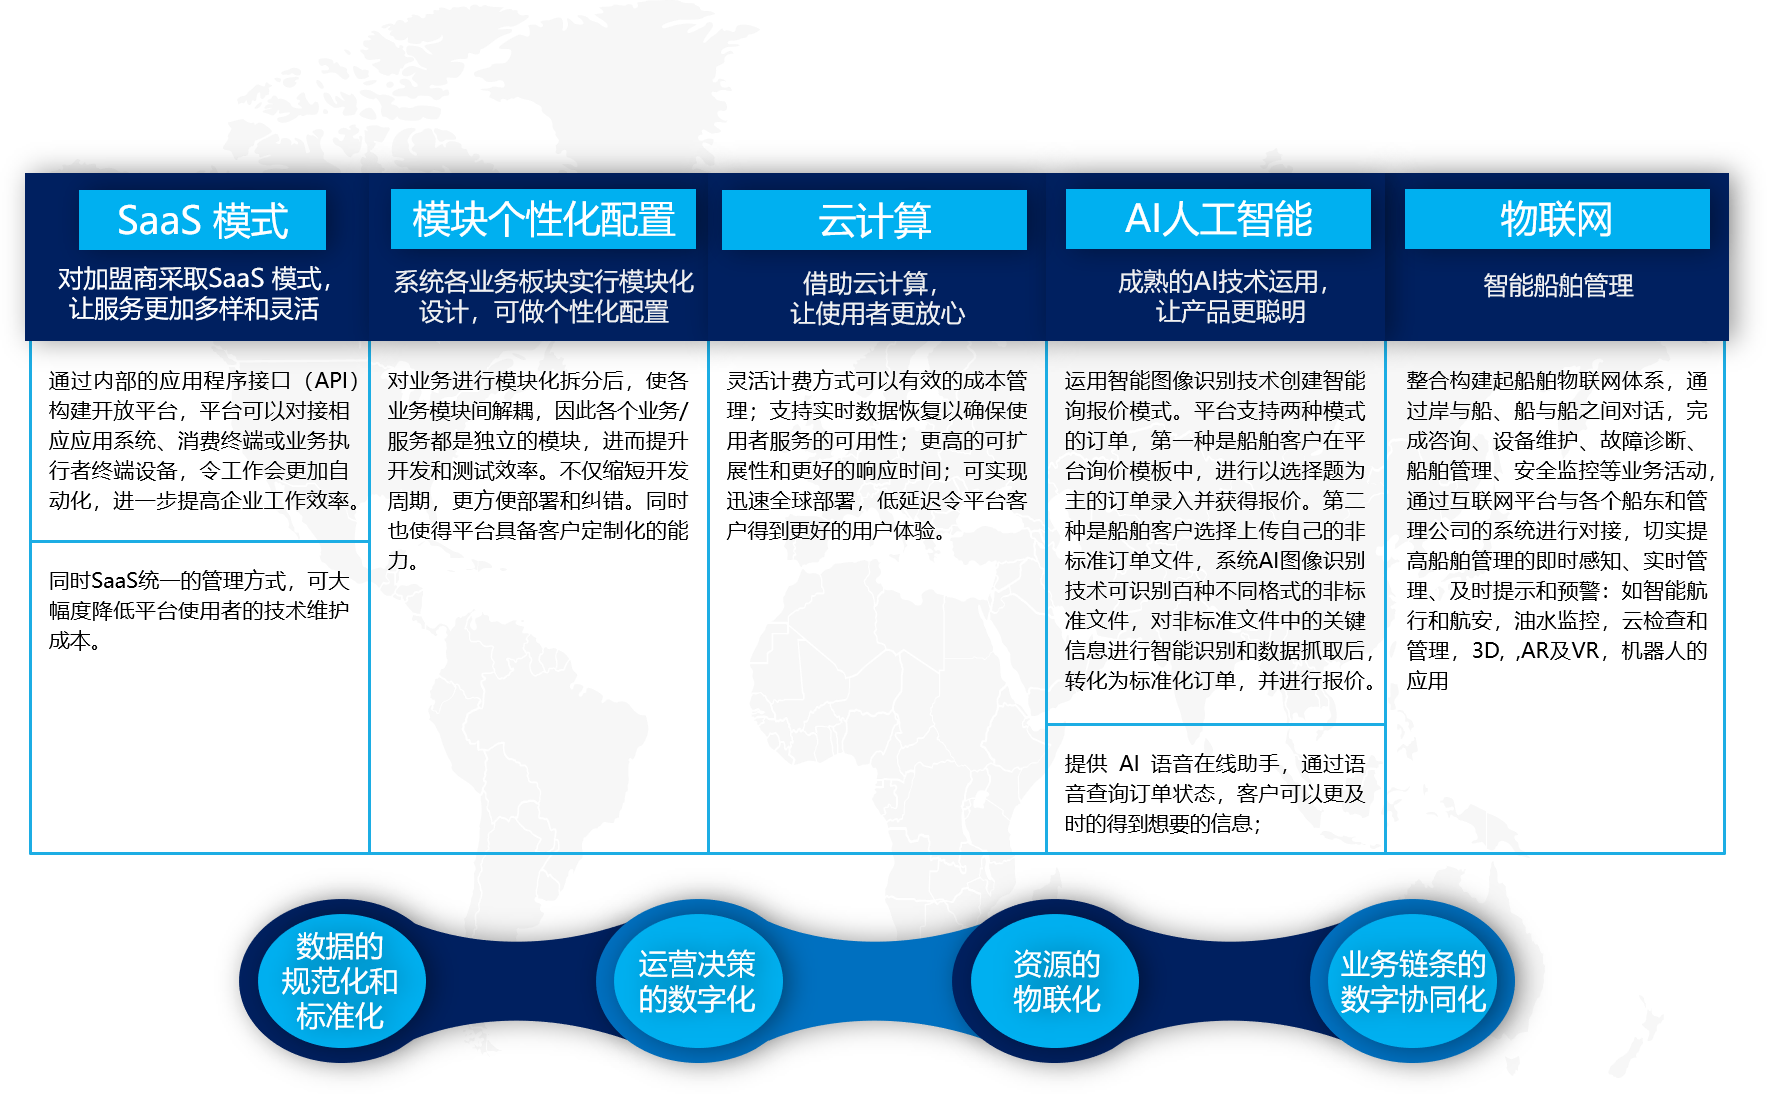 SaaS 模式
对加盟商采取SaaS 模式，
让服务更加多样和灵活
通过内部的应用程序接口（API）
构建开放平台，平台可以对接相
应应用系统、消费终端或业务执
行者终端设备，令工作会更加自
动化，进一步提高企业工作效率。
同时SaaS统一的管理方式，可大
幅度降低平台使用者的技术维护
成本。
模块个性化配置
系统各业务板块实行模块化
设计，可做个性化配置
对业务进行模块化拆分后，使各
业务模块间解耦，因此各个业务/
服务都是独立的模块，进而提升
开发和测试效率。不仅缩短开发
周期，更方便部署和纠错。同时
也使得平台具备客户定制化的能
力。
云计算
借助云计算，
让使用者更放心
灵活计费方式可以有效的成本管
理；支持实时数据恢复以确保使
用者服务的可用性；更高的可扩
展性和更好的响应时间；可实现
迅速全球部署，低延迟令平台客
户得到更好的用户体验。
AI人工智能
成熟的AI技术运用，
让产品更聪明
运用智能图像识别技术创建智能
询报价模式。平台支持两种模式
的订单，第一种是船舶客户在平
台询价模板中，进行以选择题为
主的订单录入并获得报价。第二
种是船舶客户选择上传自己的非
标准订单文件，系统AI图像识别
技术可识别百种不同格式的非标
准文件，对非标准文件中的关键
信息进行智能识别和数据抓取后，
转化为标准化订单，并进行报价。
提供 AI 语音在线助手，通过语
音查询订单状态，客户可以更及
时的得到想要的信息；
物联网
智能船舶管理
整合构建起船舶物联网体系，通
过岸与船、船与船之间对话，完
成咨询、设备维护、故障诊断、
船舶管理、安全监控等业务活动，
通过互联网平台与各个船东和管
理公司的系统进行对接，切实提
高船舶管理的即时感知、实时管
理、及时提示和预警：如智能航
行和航安，油水监控，云检查和
管理，3D, ,AR及VR，机器人的
应用
数据的
规范化和
标准化
运营决策
的数字化
资源的
物联化
业务链条的
数字协同化